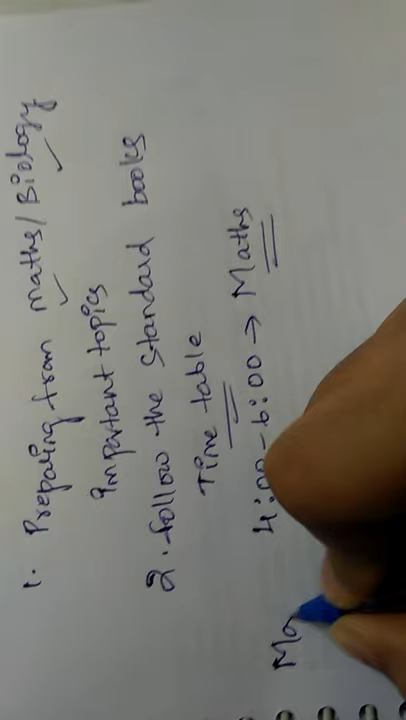 1. Preparing from maths/Biology
important topics
2. follow the standard books
Time table
4:00-6:00 → Maths
Ma